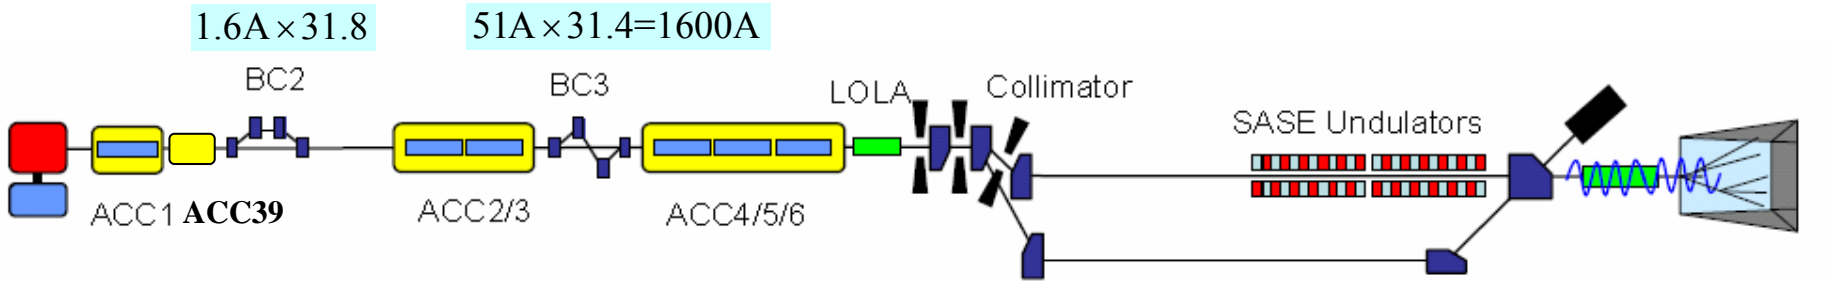 1.6A×31.8
51A×31.4=1600A
BC2
BC3
LOLA
Collimator
SASE Undulators
ACC1
ACC39
ACC2/3
ACC4/5/6